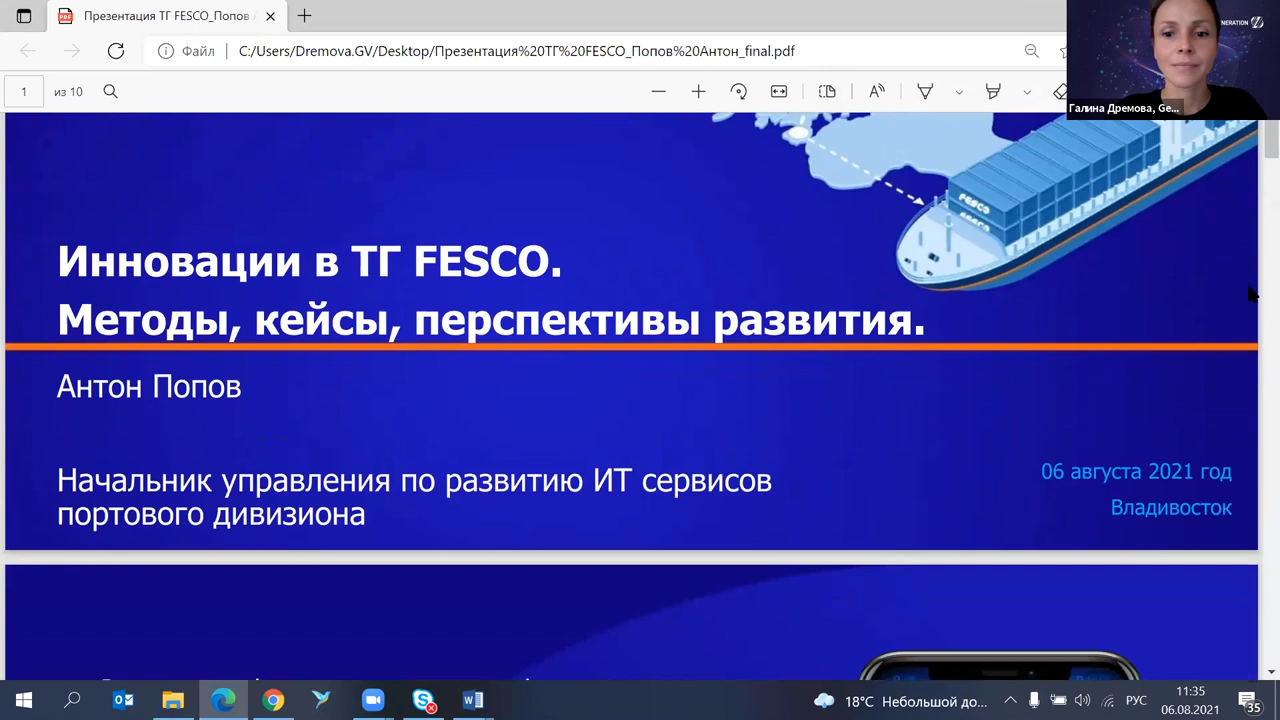 Презентация ТГ FESCO_Попов
Файл
C:/Users/Dremova.GV/Desktop/Презентация%20ТГ%20FESCO_Попов%20Антон_final.pdf
NERATION
1 из 10
Галина Дремова, Ge...
FESCO
FESCO
Инновации в ТГ FESCO.
Методы, кейсы, перспективы развития.
Антон Попов
Начальник управления по развитию ИТ сервисов
портового дивизиона
06 августа 2021 год
Владивосток
18°C Небольшой до...
РУС
11:35
06.08.2021
35